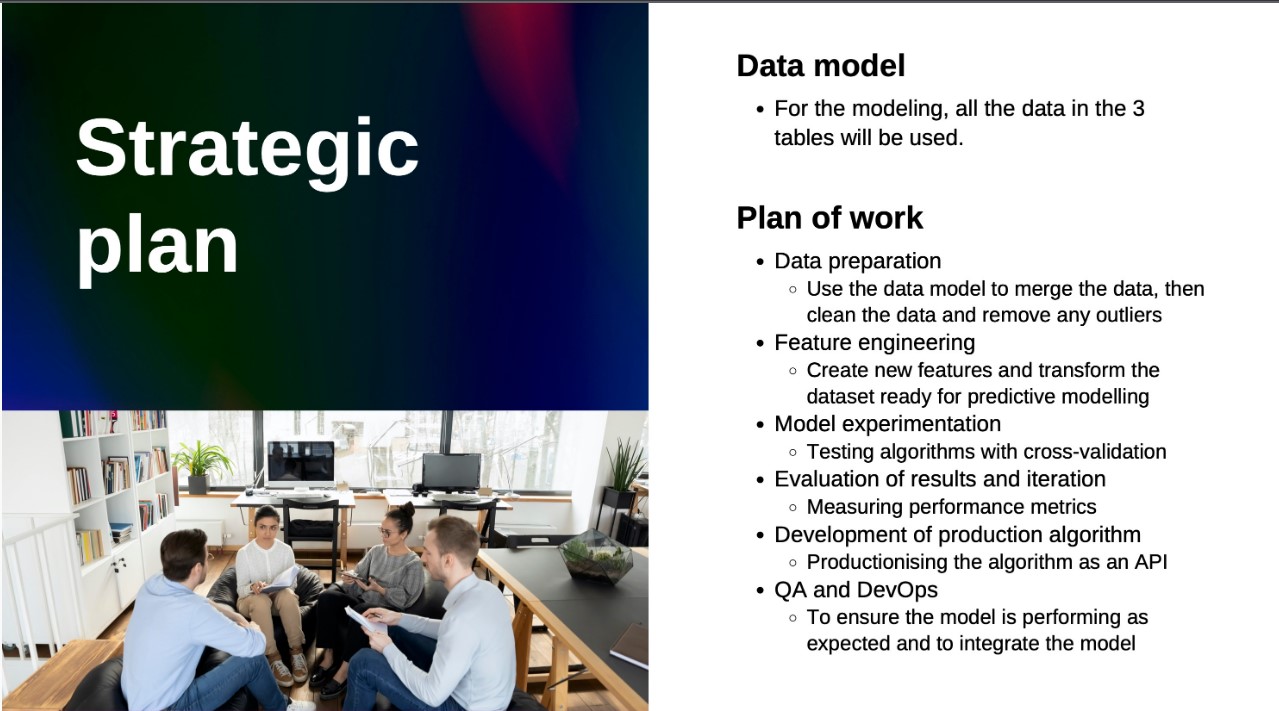 Strategic
plan
Data model
• For the modeling, all the data in the 3
tables will be used.
Plan of work
• Data preparation
◦ Use the data model to merge the data, then
clean the data and remove any outliers
• Feature engineering
◦ Create new features and transform the
dataset ready for predictive modelling
• Model experimentation
◦ Testing algorithms with cross-validation
• Evaluation of results and iteration
◦ Measuring performance metrics
• Development of production algorithm
◦ Productionising the algorithm as an API
• QA and DevOps
◦ To ensure the model is performing as
expected and to integrate the model